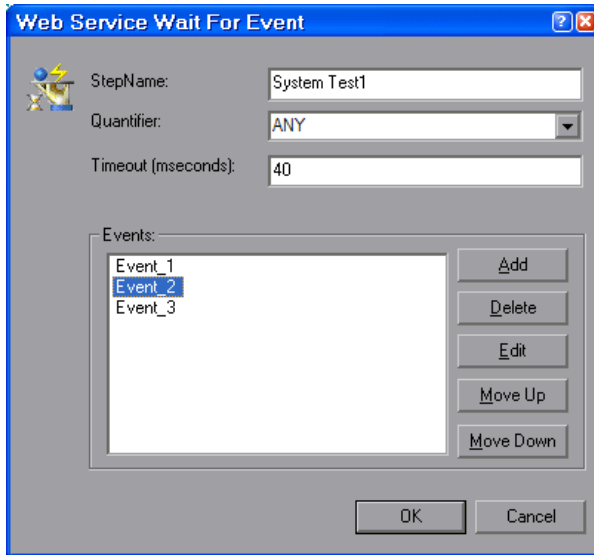 Web Service Wait For Event
StepName: System Test1
Quantifier: ANY
Timeout (mseconds): 40
Events:
Event_1
Event_2
Event_3
Add
Delete
Edit
Move Up
Move Down
OK Cancel